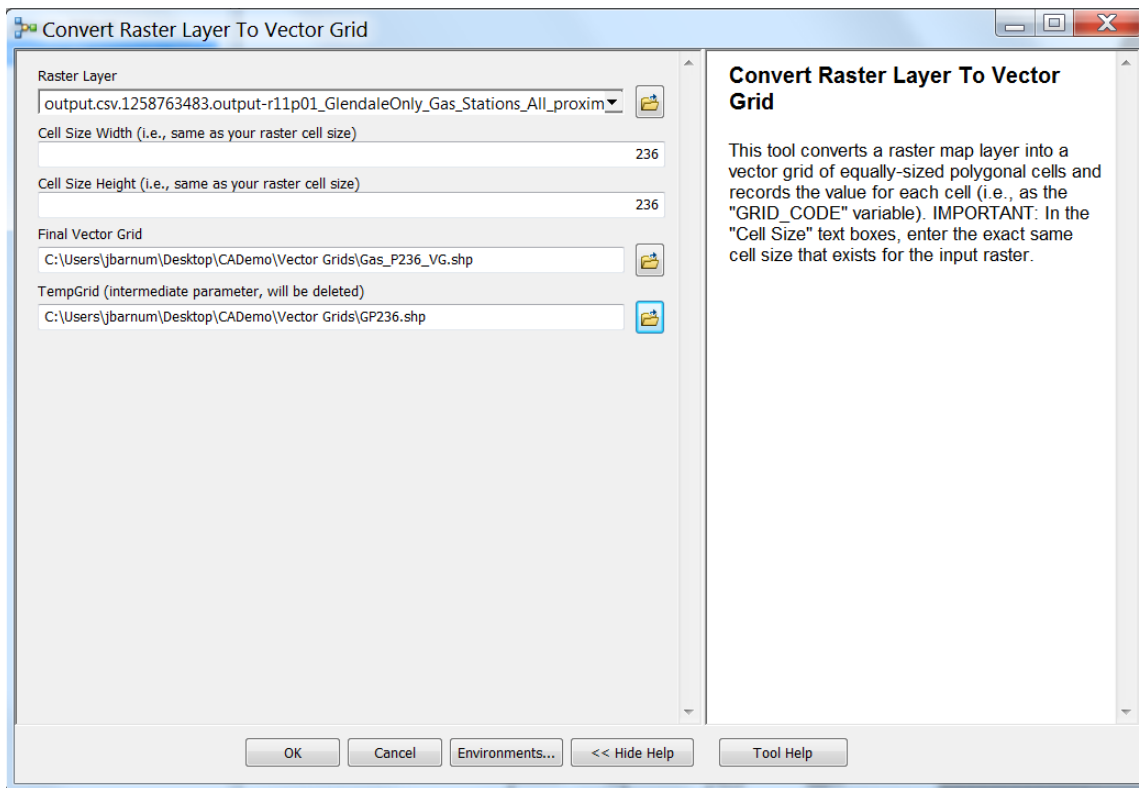 Convert Raster Layer To Vector Grid
Raster Layer
output.csv.1258763483.output-r11p01_GlendaleOnly_Gas_Stations_All_proxim
Cell Size Width (i.e., same as your raster cell size)
236
Cell Size Height (i.e., same as your raster cell size)
236
Final Vector Grid
C:\Users\jbarnum\Desktop\CADemo\Vector Grids\Gas_P236_VG.shp
TempGrid (intermediate parameter, will be deleted)
C:\Users\jbarnum\Desktop\CADemo\Vector Grids\GP236.shp
Convert Raster Layer To Vector
Grid
This tool converts a raster map layer into a
vector grid of equally-sized polygonal cells and
records the value for each cell (i.e., as the
"GRID_CODE" variable). IMPORTANT: In the
"Cell Size" text boxes, enter the exact same
cell size that exists for the input raster.
OK
Cancel
Environments...
<< Hide Help
Tool Help